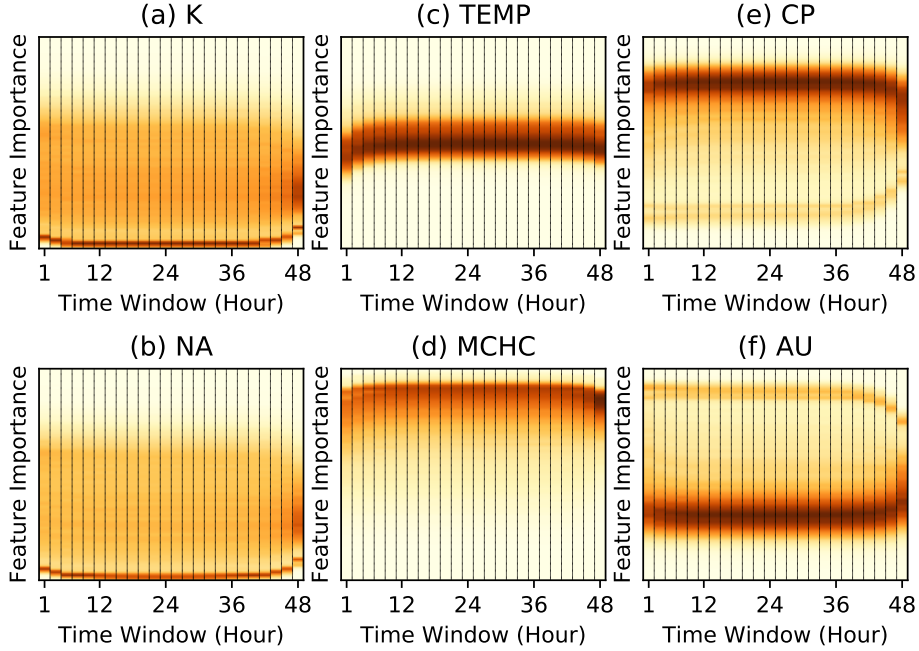 (a) K
(c) TEMP
(e) CP
Feature Importance
Feature Importance
Feature Importance
1 12 24 36 48
1 12 24 36 48
1 12 24 36 48
Time Window (Hour)
Time Window (Hour)
Time Window (Hour)
(b) NA
(d) MCHC
(f) AU
Feature Importance
Feature Importance
Feature Importance
1 12 24 36 48
1 12 24 36 48
1 12 24 36 48
Time Window (Hour)
Time Window (Hour)
Time Window (Hour)